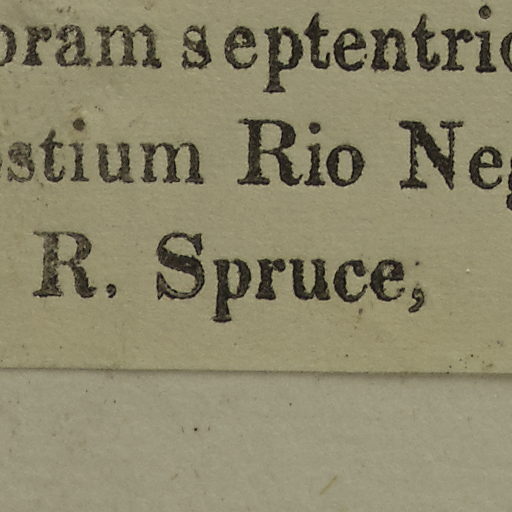 oram septentrio
ostium Rio Neg
R. Spruce,